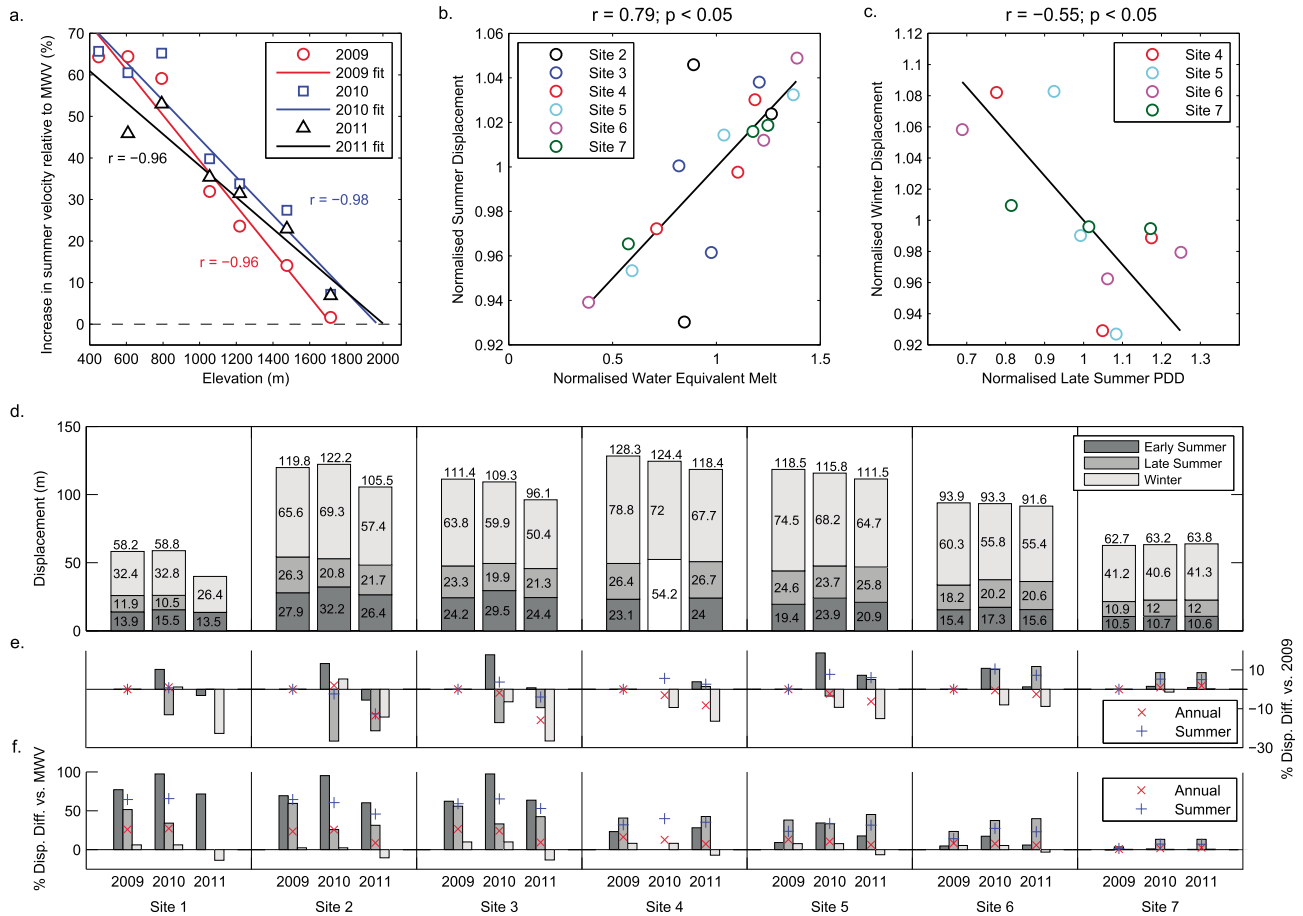 a.
Increase in summer velocity relative to MWV (%)
70
60
50
40
30
20
10
0
400
600
800
1000
1200
1400
1600
1800
2000
Elevation (m)
2009
2009 fit
2010
2010 fit
2011
2011 fit
r = −0.96
r = −0.98
r = −0.96
b.
r = 0.79; p < 0.05
Normalised Summer Displacement
1.06
1.04
1.02
1
0.98
0.96
0.94
0.92
0
0.5
1
1.5
Normalised Water Equivalent Melt
Site 2
Site 3
Site 4
Site 5
Site 6
Site 7
c.
r = −0.55; p < 0.05
Normalised Winter Displacement
1.12
1.1
1.08
1.06
1.04
1.02
1
0.98
0.96
0.94
0.92
0.7
0.8
0.9
1
1.1
1.2
1.3
Normalised Late Summer PDD
Site 4
Site 5
Site 6
Site 7
d.
Displacement (m)
150
100
50
0
Early Summer
Late Summer
Winter
58.2
32.4
11.9
13.9
58.8
32.8
10.5
15.5
26.4
13.5
119.8
65.6
26.3
27.9
122.2
69.3
20.8
32.2
105.5
57.4
21.7
26.4
111.4
63.8
23.3
24.2
109.3
59.9
19.9
29.5
96.1
50.4
21.3
24.4
128.3
78.8
26.4
23.1
124.4
72
54.2
118.4
67.7
26.7
24
118.5
74.5
24.6
19.4
115.8
68.2
23.7
23.9
111.5
64.7
25.8
20.9
93.9
60.3
18.2
15.4
93.3
55.8
20.2
17.3
91.6
55.4
20.6
15.6
62.7
41.2
10.9
10.5
63.2
40.6
12
10.7
63.8
41.3
12
10.6
e.
Annual
Summer
10
−10
−30
% Disp. Diff. vs. 2009
f.
% Disp. Diff. vs. MWV
100
50
0
Annual
Summer
2009 2010 2011
2009 2010 2011
2009 2010 2011
2009 2010 2011
2009 2010 2011
2009 2010 2011
2009 2010 2011
Site 1
Site 2
Site 3
Site 4
Site 5
Site 6
Site 7